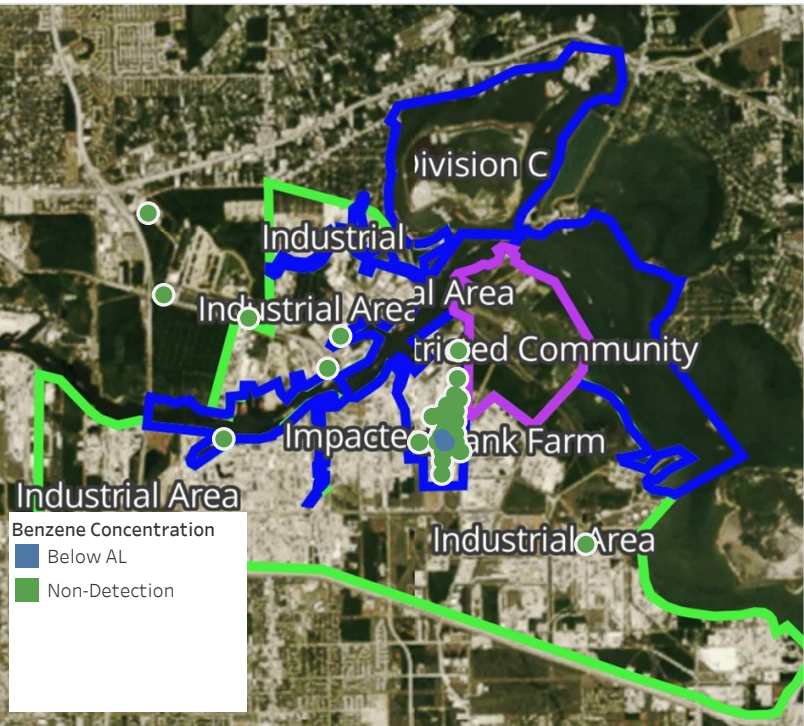 Division C
Industrial
al Area
Industrial Area
tricted Community
Impacte
ank Farm
Industrial Area
Industrial Area
Benzene Concentration
Below AL
Non-Detection